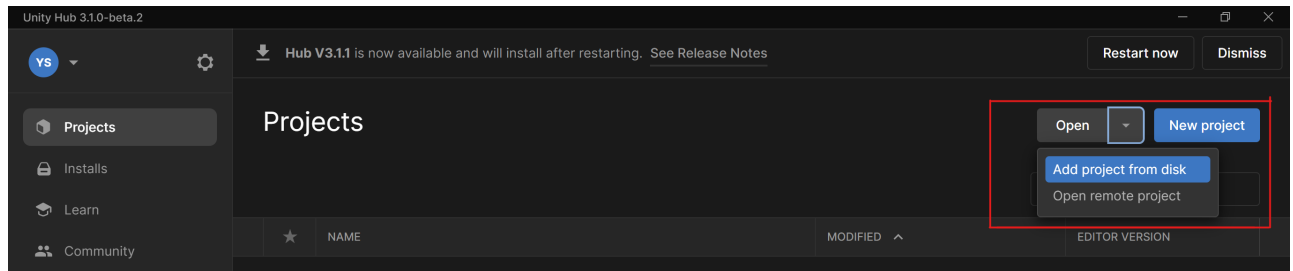 Unity Hub 3.1.0-beta.2
YS
Hub V3.1.1 is now available and will install after restarting. See Release Notes
Restart now
Dismiss
Projects
Installs
Learn
Community
Projects
Open
New project
Add project from disk
Open remote project
NAME
MODIFIED
EDITOR VERSION